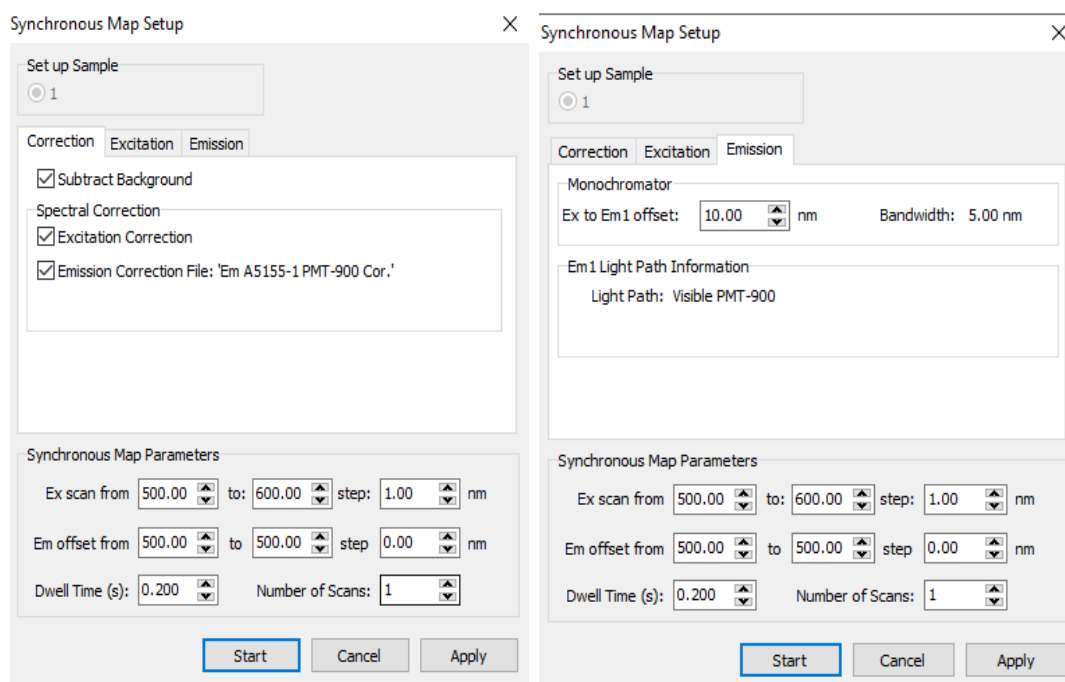 Synchronous Map Setup
Set up Sample
1
Correction Excitation Emission
Subtract Background
Spectral Correction
Excitation Correction
Emission Correction File: 'Em A5155-1 PMT-900 Cor.'
Synchronous Map Parameters
Ex scan from 500.00 to: 600.00 step: 1.00 nm
Em offset from 500.00 to 500.00 step 0.00 nm
Dwell Time (s): 0.200 Number of Scans: 1
Start Cancel Apply
Synchronous Map Setup
Set up Sample
1
Correction Excitation Emission
Monochromator
Ex to Em1 offset: 10.00 nm Bandwidth: 5.00 nm
Em1 Light Path Information
Light Path: Visible PMT-900
Synchronous Map Parameters
Ex scan from 500.00 to: 600.00 step: 1.00 nm
Em offset from 500.00 to 500.00 step 0.00 nm
Dwell Time (s): 0.200 Number of Scans: 1
Start Cancel Apply